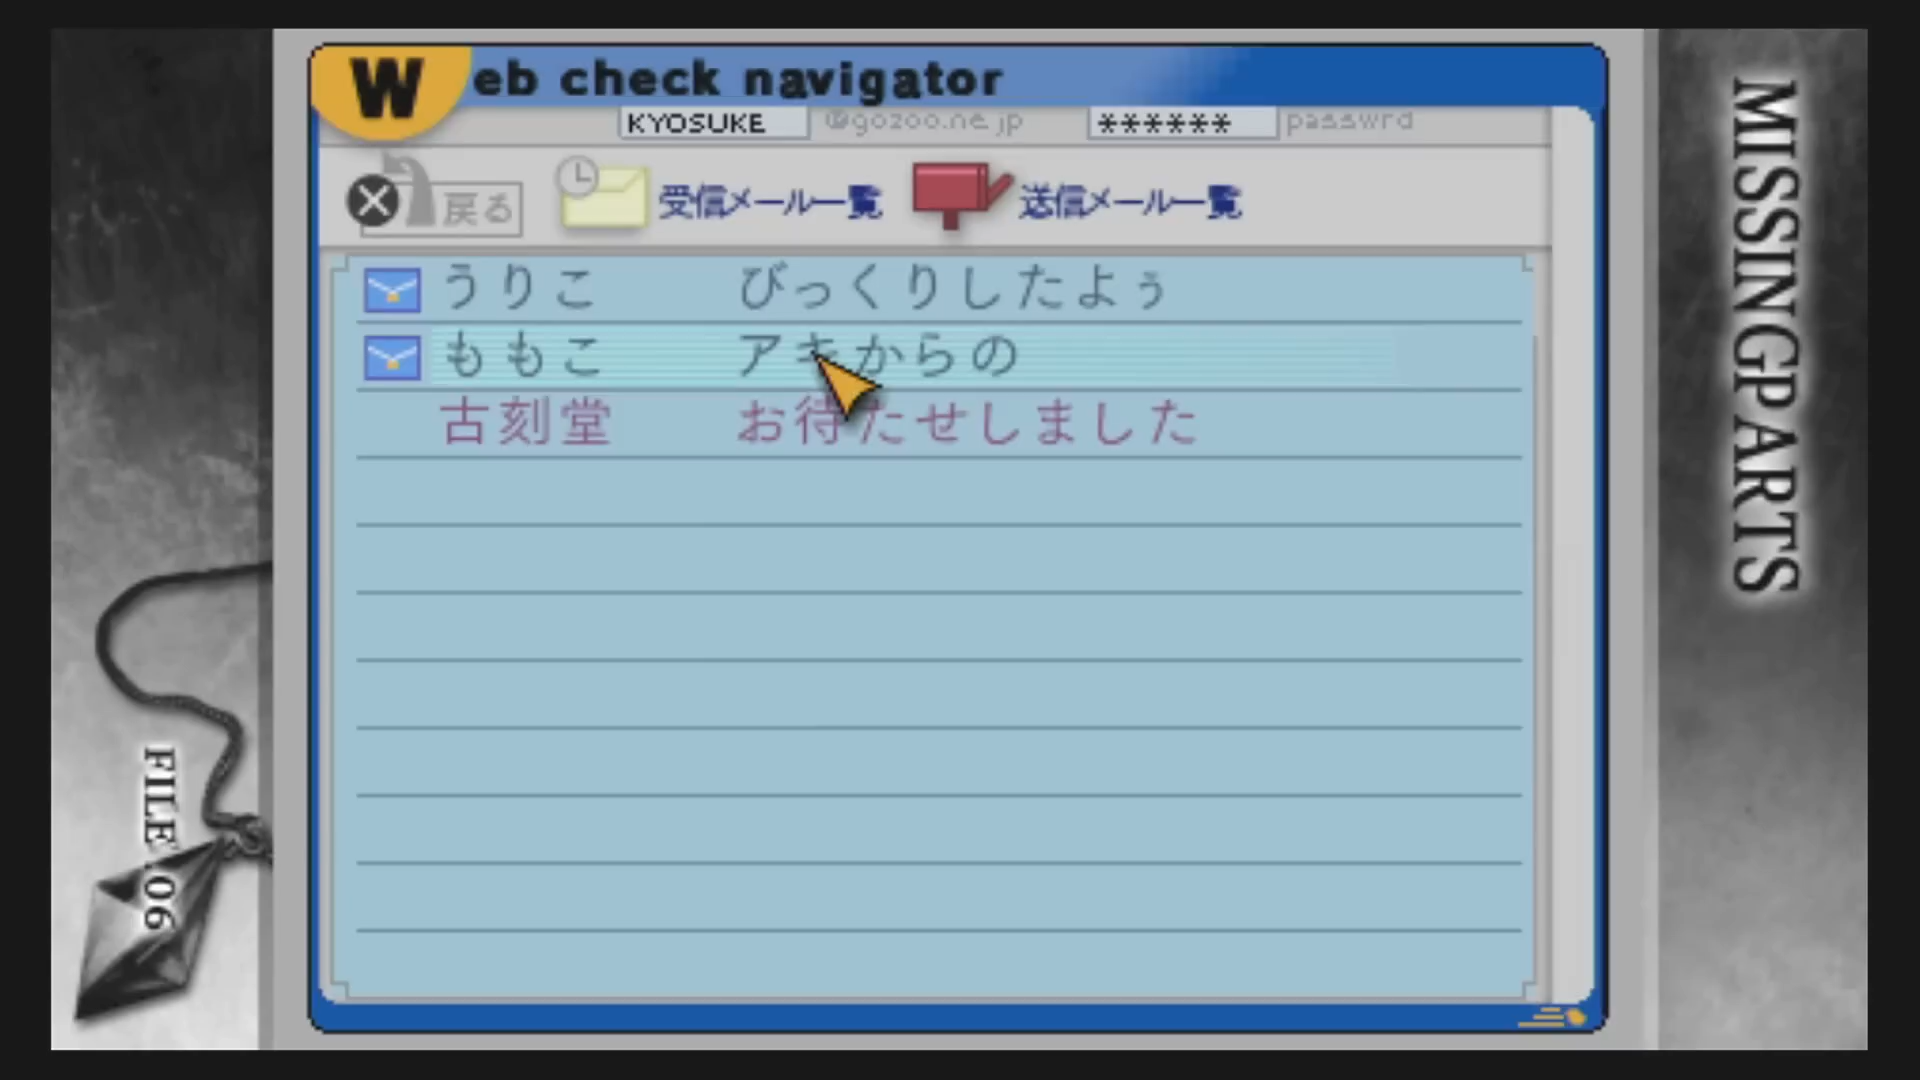 Web check navigator
KYOSUKE @gozoo.ne.jp ****** passwrd
戻る 受信メール一覧 送信メール一覧
うりこ びっくりしたよぅ
ももこ アキからの
古刻堂 お待たせしました
MISSINGPARTS
FILE.06